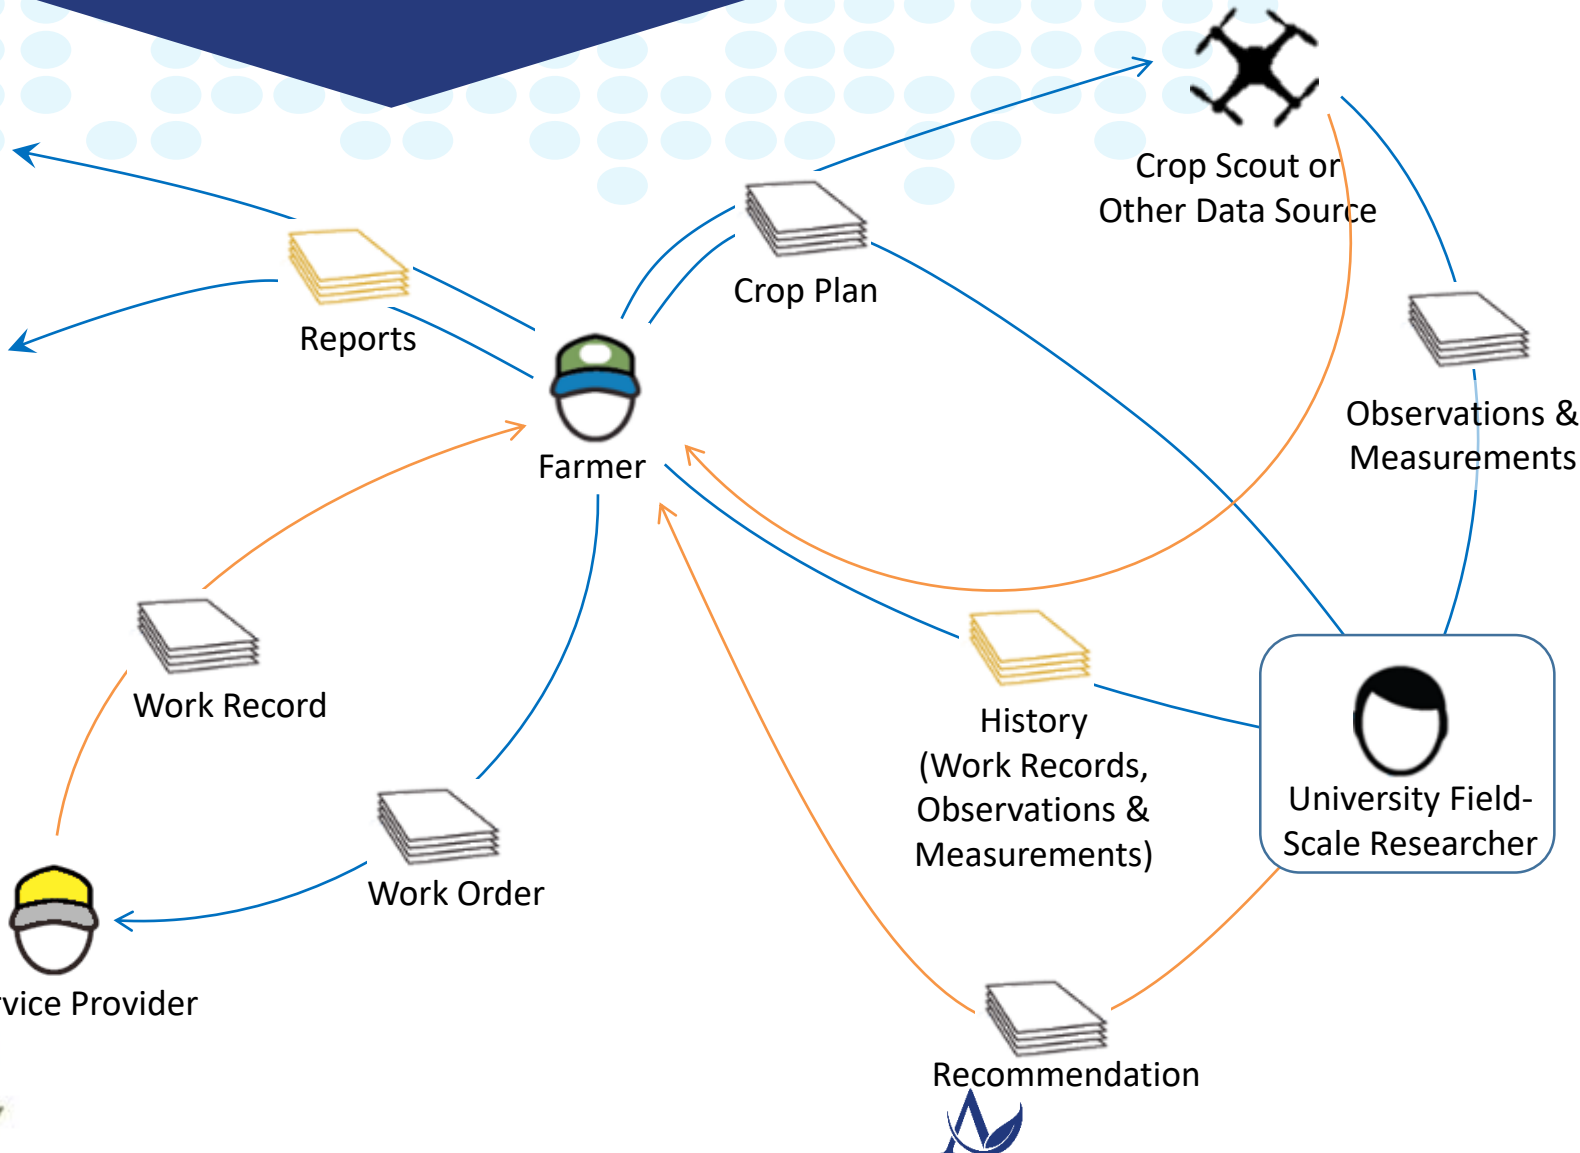 Crop Scout or
Other Data Source
Crop Plan
Reports
Observations &
Measurements
Farmer
Work Record
History
(Work Records,
Observations &
Measurements)
University Field-
Scale Researcher
Work Order
rvice Provider
Recommendation